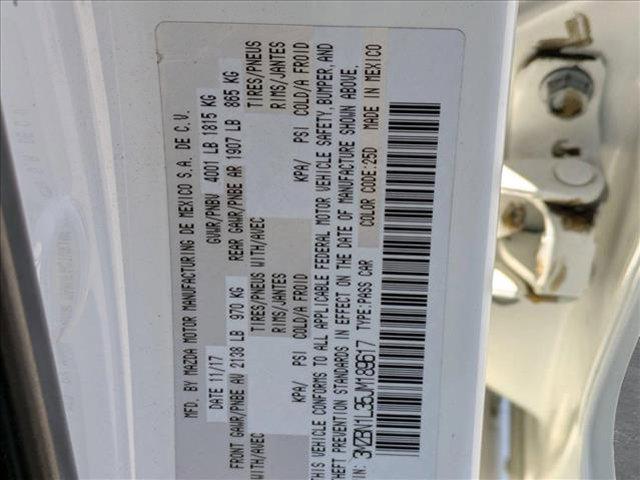 MFD. BY MAZDA MOTOR MANUFACTURING DE MEXICO S.A. DE C.V.
DATE 11/17 GVWR/PNBV 4001 LB 1815 KG
FRONT GAWR/PNBE AV 2138 LB 970 KG REAR GAWR/PNBE AR 1907 LB 865 KG
WITH/AVEC TIRES/PNEUS WITH/AVEC TIRES/PNEUS
RIMS/JANTES RIMS/JANTES
KPA/ PSI COLD/A FROID KPA/ PSI COLD/A FROID
THIS VEHICLE CONFORMS TO ALL APPLICABLE FEDERAL MOTOR VEHICLE SAFETY, BUMPER, AND
THEFT PREVENTION STANDARDS IN EFFECT ON THE DATE OF MANUFACTURE SHOWN ABOVE.
VIN: 3MZBN1L35JM189617 TYPE:PASS CAR COLOR CODE:25D MADE IN MEXICO